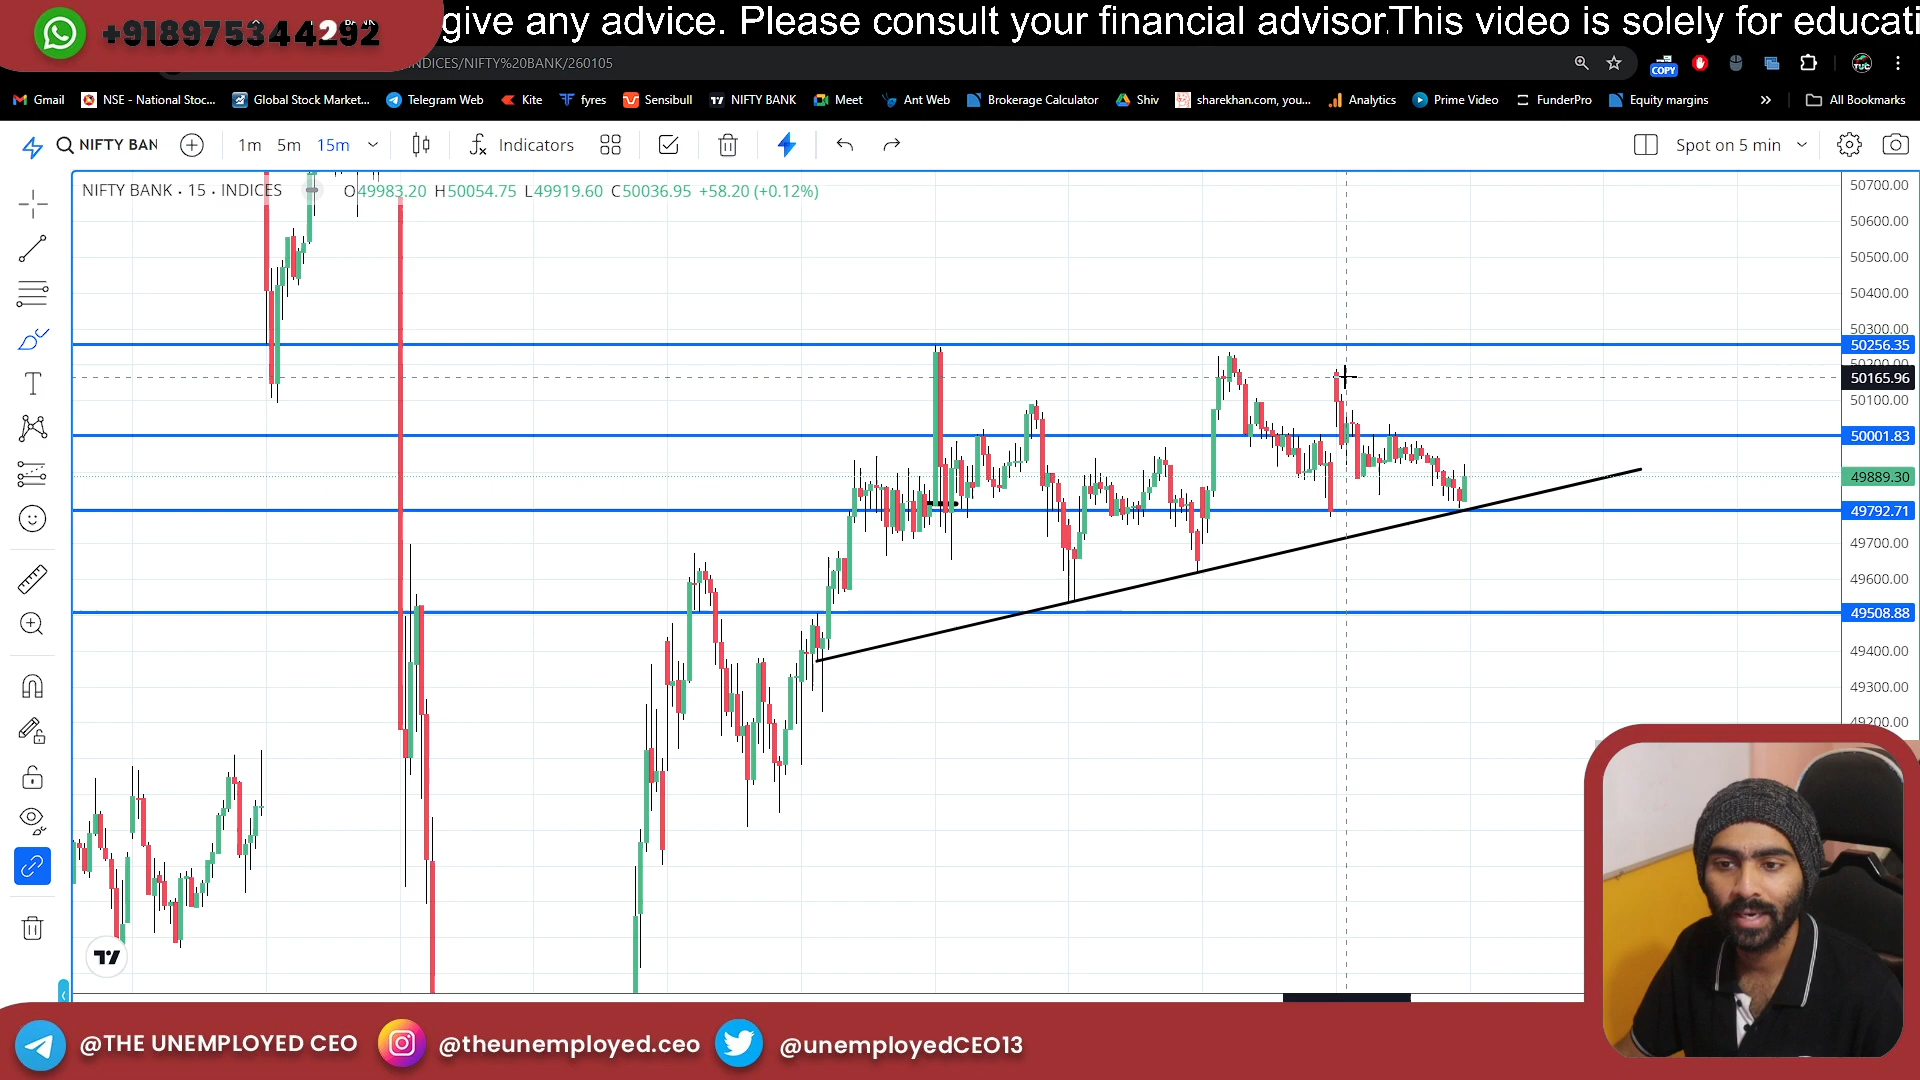 +918975344292
give any advice. Please consult your financial advisor.This video is solely for educati
NDICES/NIFTY%20BANK/260105
COPY
Gmail NSE - National Stoc... Global Stock Market... Telegram Web Kite fyres Sensibull NIFTY BANK Meet Ant Web Brokerage Calculator Shiv sharekhan.com, you... Analytics Prime Video FunderPro Equity margins » All Bookmarks
NIFTY BAN 1m 5m 15m Indicators Spot on 5 min
NIFTY BANK · 15 · INDICES O49983.20 H50054.75 L49919.60 C50036.95 +58.20 (+0.12%)
50700.00
50600.00
50500.00
50400.00
50300.00
50256.35
50165.96
50100.00
50001.83
49889.30
49792.71
49700.00
49600.00
49508.88
49400.00
49300.00
49200.00
@THE UNEMPLOYED CEO @theunemployed.ceo @unemployedCEO13